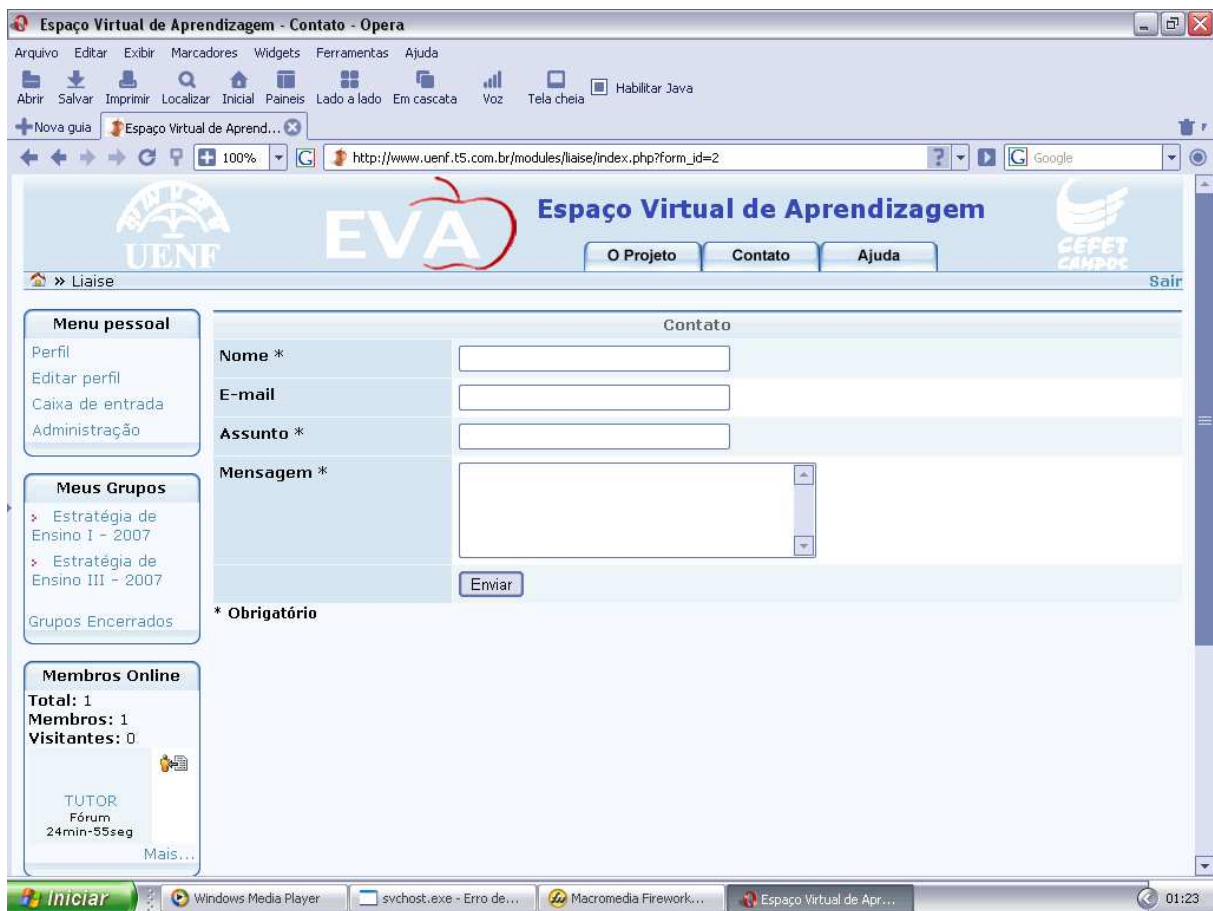 Espaço Virtual de Aprendizagem - Contato - Opera
Arquivo Editar Exibir Marcadores Widgets Ferramentas Ajuda
Abrir Salvar Imprimir Localizar Inicial Paineis Lado a lado Em cascata Voz Tela cheia Habilitar Java
Nova guia Espaço Virtual de Aprend...
100% http://www.uenf.t5.com.br/modules/liaise/index.php?form_id=2 Google
UENF EVA Espaço Virtual de Aprendizagem CEFET CAMPOS
O Projeto Contato Ajuda
» Liaise Sair
Menu pessoal
Perfil
Editar perfil
Caixa de entrada
Administração
Meus Grupos
Estratégia de
Ensino I - 2007
Estratégia de
Ensino III - 2007
Grupos Encerrados
Membros Online
Total: 1
Membros: 1
Visitantes: 0
TUTOR
Fórum
24min-55seg
Mais...
Contato
Nome *
E-mail
Assunto *
Mensagem *
Enviar
* Obrigatório
Iniciar Windows Media Player svchost.exe - Erro de... Macromedia Firework... Espaço Virtual de Apr... 01:23